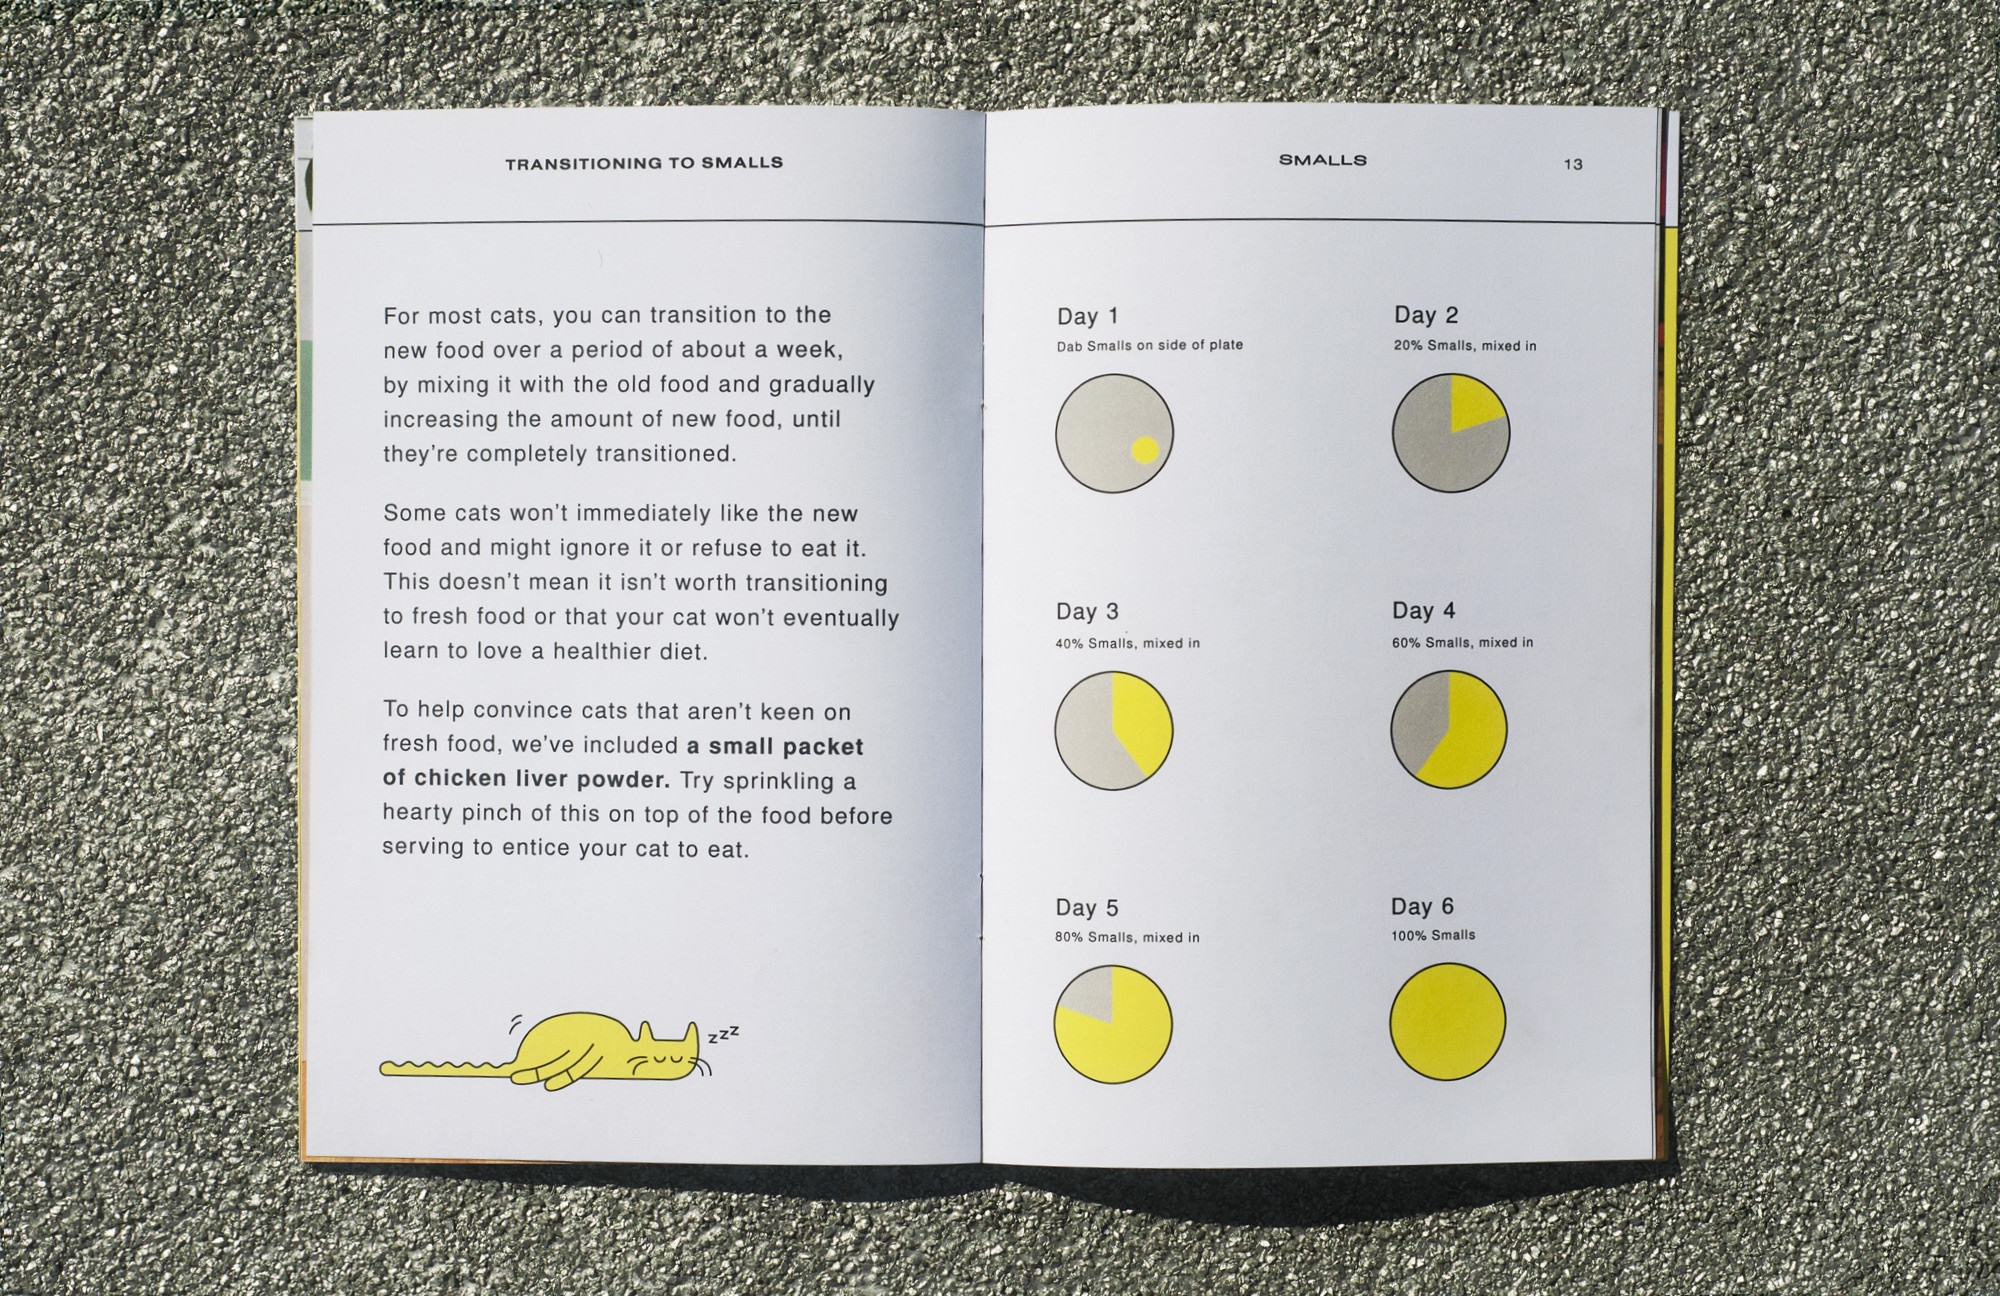 TRANSITIONING TO SMALLS
For most cats, you can transition to the
new food over a period of about a week,
by mixing it with the old food and gradually
increasing the amount of new food, until
they’re completely transitioned.
Some cats won’t immediately like the new
food and might ignore it or refuse to eat it.
This doesn’t mean it isn’t worth transitioning
to fresh food or that your cat won’t eventually
learn to love a healthier diet.
To help convince cats that aren’t keen on
fresh food, we’ve included a small packet
of chicken liver powder. Try sprinkling a
hearty pinch of this on top of the food before
serving to entice your cat to eat.
zzz
SMALLS
13
Day 1
Dab Smalls on side of plate
Day 2
20% Smalls, mixed in
Day 3
40% Smalls, mixed in
Day 4
60% Smalls, mixed in
Day 5
80% Smalls, mixed in
Day 6
100% Smalls